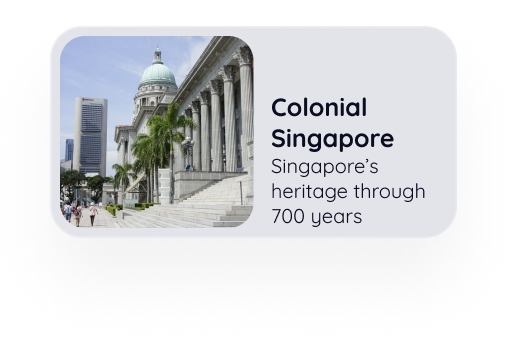 Colonial
Singapore
Singapore’s
heritage through
700 years